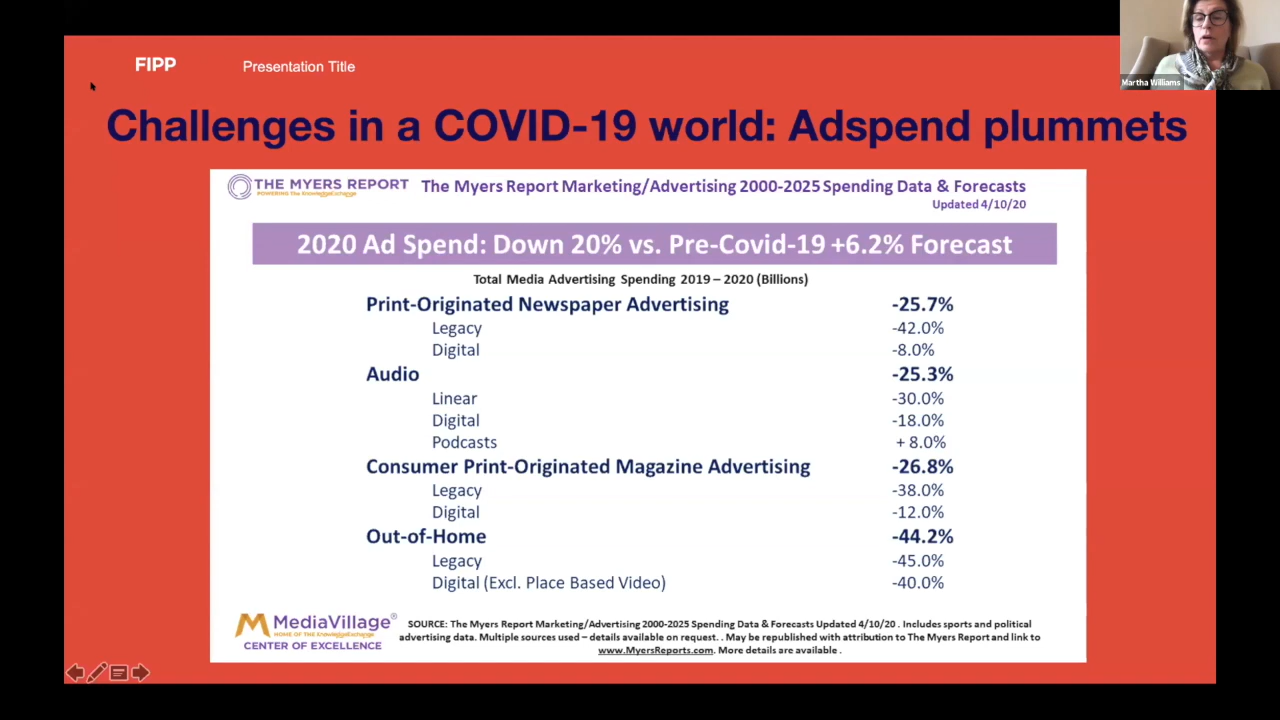 FIPP
Presentation Title
Martha Williams
Challenges in a COVID-19 world: Adspend plummets
THE MYERS REPORT
POWERING The KnowledgeExchange
The Myers Report Marketing/Advertising 2000-2025 Spending Data & Forecasts
Updated 4/10/20
2020 Ad Spend: Down 20% vs. Pre-Covid-19 +6.2% Forecast
Total Media Advertising Spending 2019 – 2020 (Billions)
Print-Originated Newspaper Advertising -25.7%
Legacy -42.0%
Digital -8.0%
Audio -25.3%
Linear -30.0%
Digital -18.0%
Podcasts + 8.0%
Consumer Print-Originated Magazine Advertising -26.8%
Legacy -38.0%
Digital -12.0%
Out-of-Home -44.2%
Legacy -45.0%
Digital (Excl. Place Based Video) -40.0%
MediaVillage®
HOME OF THE KnowledgeExchange
CENTER OF EXCELLENCE
SOURCE: The Myers Report Marketing/Advertising 2000-2025 Spending Data & Forecasts Updated 4/10/20 . Includes sports and political
advertising data. Multiple sources used – details available on request. . May be republished with attribution to The Myers Report and link to
www.MyersReports.com. More details are available .